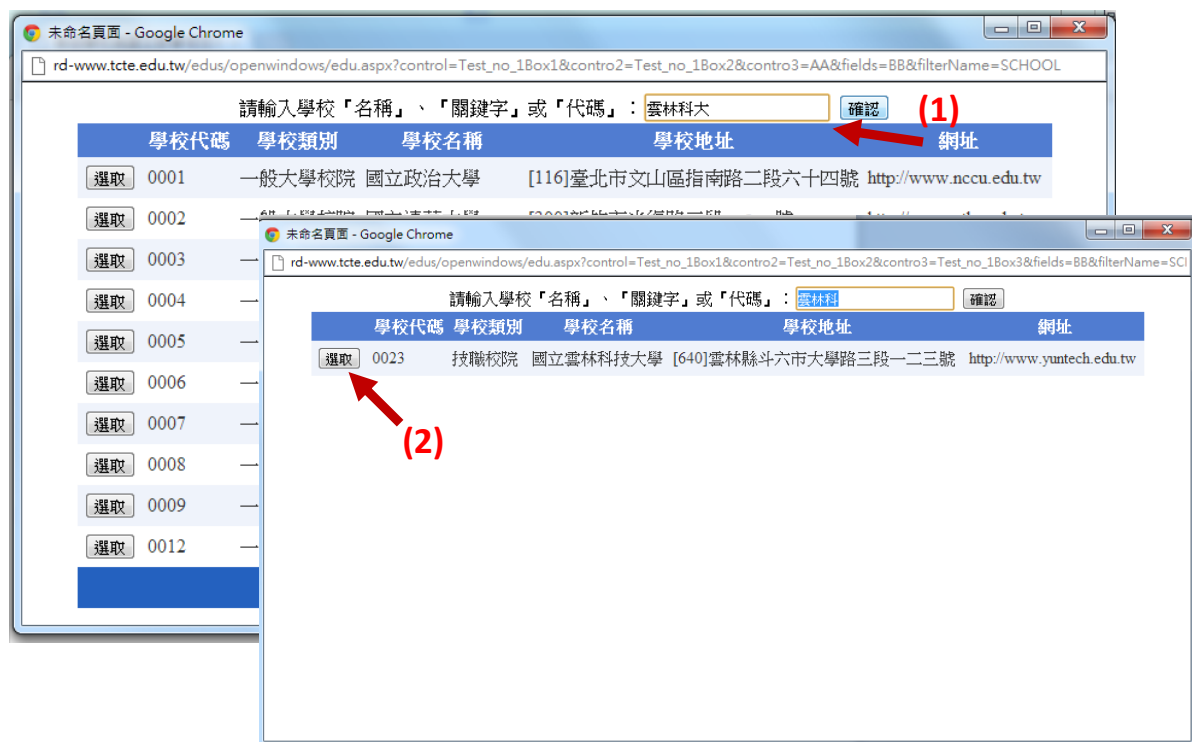 未命名頁面 - Google Chrome
rd-www.tcte.edu.tw/edus/openwindows/edu.aspx?control=Test_no_1Box1&contro2=Test_no_1Box2&contro3=AA&fields=BB&filterName=SCHOOL
請輸入學校『名稱』、『關鍵字』或『代碼』：雲林科大 確認 (1)
學校代碼 學校類別 學校名稱 學校地址 網址
選取 0001 一般大學校院 國立政治大學 [116]臺北市文山區指南路二段六十四號 http://www.nccu.edu.tw
選取 0002
選取 0003 一
選取 0004 一
選取 0005 一
選取 0006 一
選取 0007 一
選取 0008 一
選取 0009 一
選取 0012 一
未命名頁面 - Google Chrome
rd-www.tcte.edu.tw/edus/openwindows/edu.aspx?control=Test_no_1Box1&contro2=Test_no_1Box2&contro3=Test_no_1Box3&fields=BB&filterName=SCI
請輸入學校『名稱』、『關鍵字』或『代碼』：雲林科 確認
學校代碼 學校類別 學校名稱 學校地址 網址
選取 0023 技職校院 國立雲林科技大學 [640]雲林縣斗六市大學路三段一二三號 http://www.yuntech.edu.tw
(2)